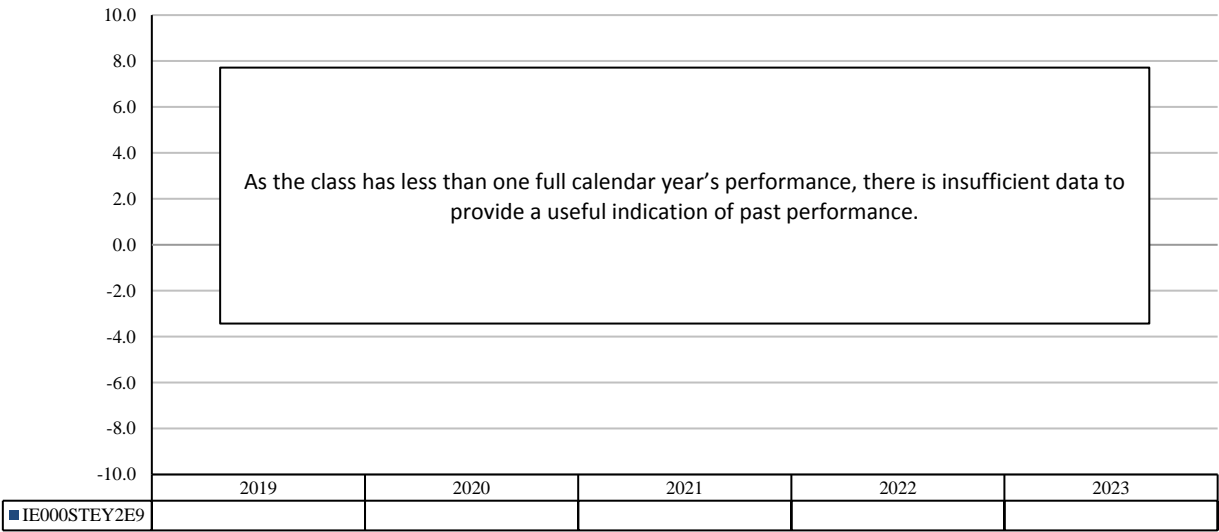 10.0
8.0
6.0
4.0
2.0
0.0
-2.0
-4.0
-6.0
-8.0
-10.0
As the class has less than one full calendar year’s performance, there is insufficient data to
provide a useful indication of past performance.
2019 2020 2021 2022 2023
IE000STEY2E9